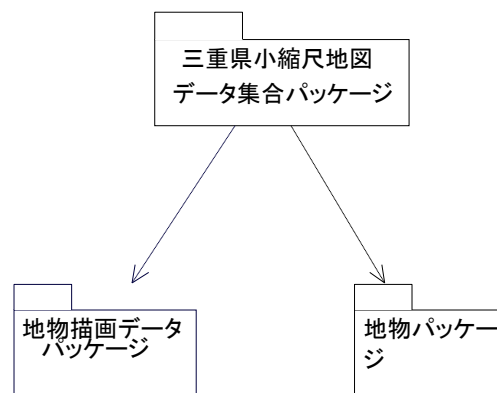 三重県小縮尺地図
データ集合パッケージ
地物描画データ
パッケージ
地物パッケー
ジ